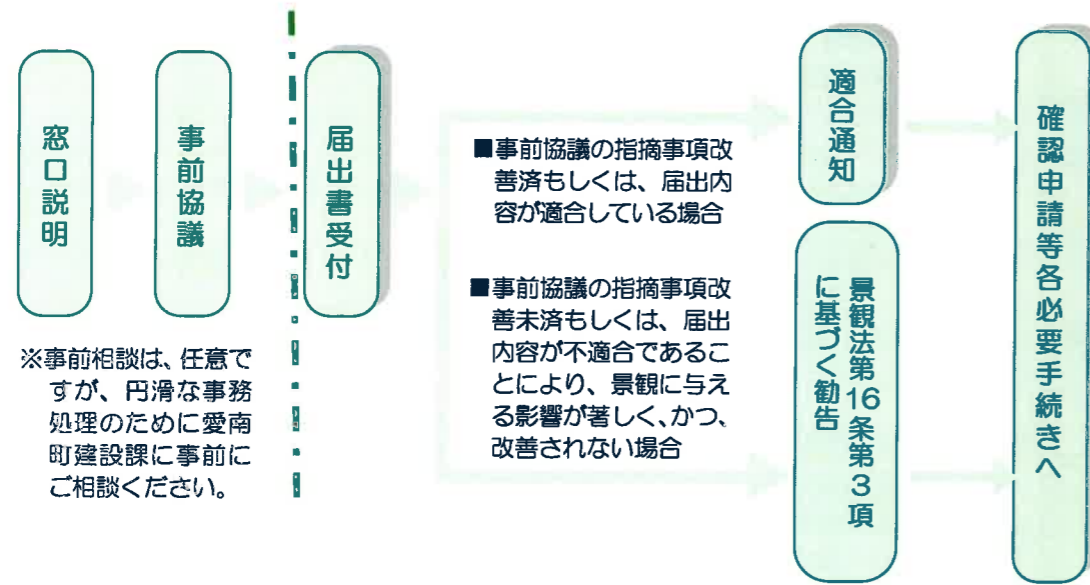 窓口説明
事前協議
届出書受付
※事前相談は、任意で
すが、円滑な事務
処理のために愛南
町建設課に事前に
ご相談ください。
■事前協議の指摘事項改
善済もしくは、届出内
容が適合している場合
■事前協議の指摘事項改
善未済もしくは、届出
内容が不適合であるこ
とにより、景観に与え
る影響が著しく、かつ、
改善されない場合
適合通知
景観法第16条第3項
に基づく勧告
確認申請等各必要手続きへ